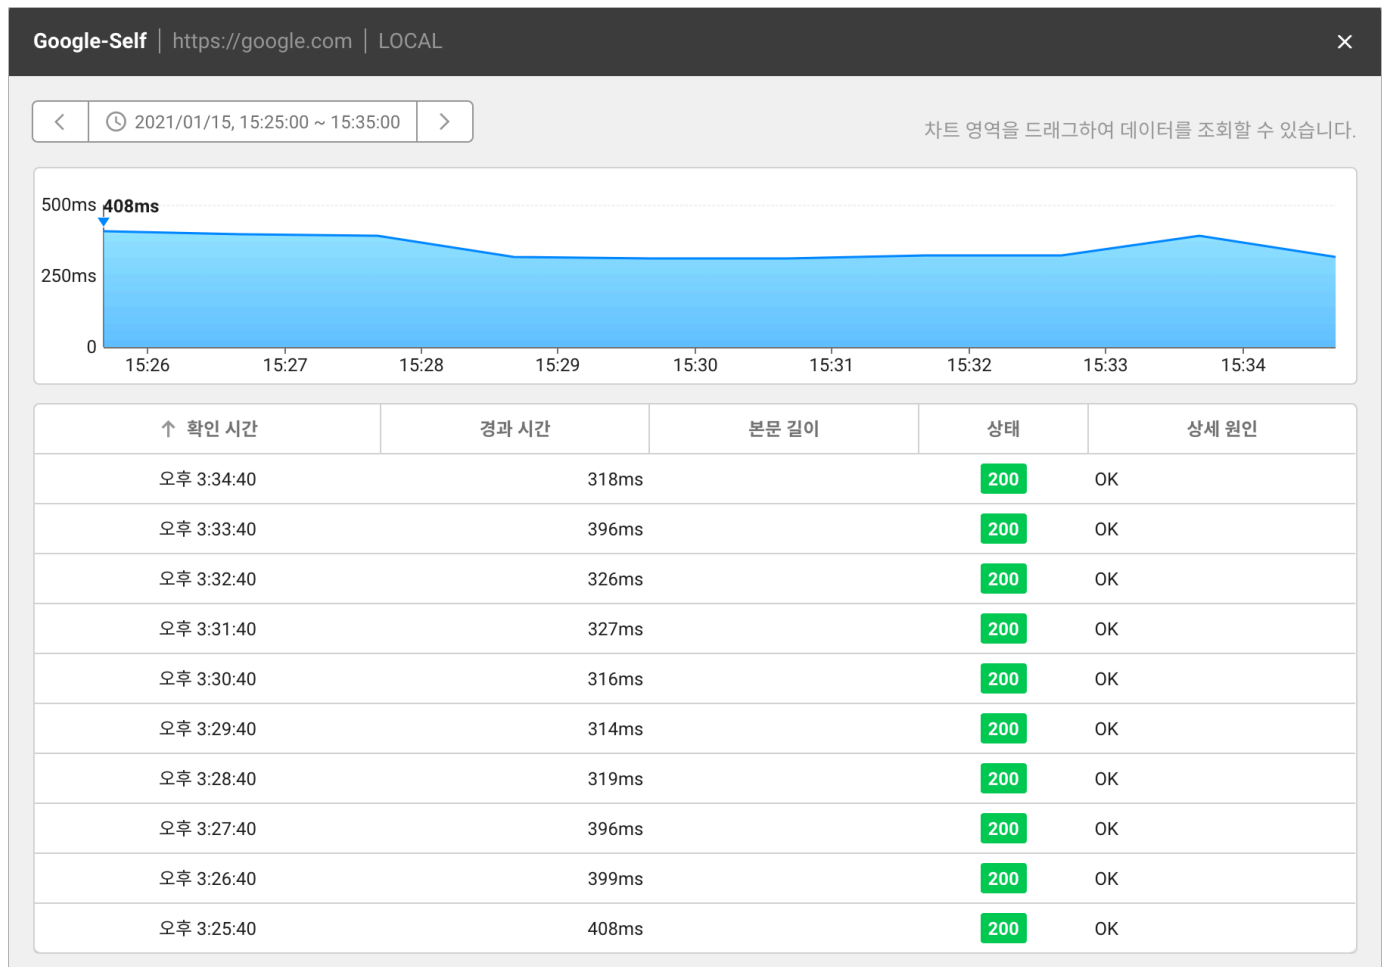 Google-Self | https://google.com | LOCAL
2021/01/15, 15:25:00 ~ 15:35:00
차트 영역을 드래그하여 데이터를 조회할 수 있습니다.
500ms 408ms
250ms
0
15:26 15:27 15:28 15:29 15:30 15:31 15:32 15:33 15:34
↑ 확인 시간 경과 시간 본문 길이 상태 상세 원인
오후 3:34:40 318ms 200 OK
오후 3:33:40 396ms 200 OK
오후 3:32:40 326ms 200 OK
오후 3:31:40 327ms 200 OK
오후 3:30:40 316ms 200 OK
오후 3:29:40 314ms 200 OK
오후 3:28:40 319ms 200 OK
오후 3:27:40 396ms 200 OK
오후 3:26:40 399ms 200 OK
오후 3:25:40 408ms 200 OK